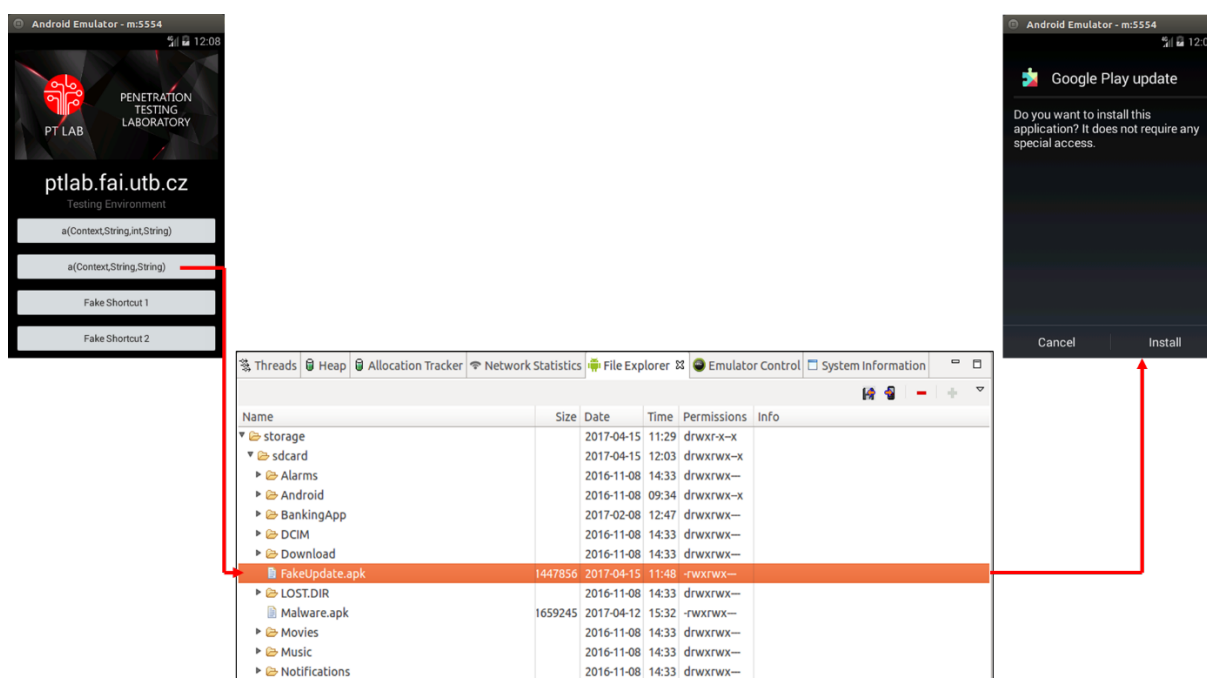 Android Emulator - m:5554
12:08
PT LAB
PENETRATION
TESTING
LABORATORY
ptlab.fai.utb.cz
Testing Environment
a(Context,String,int,String)
a(Context,String,String)
Fake Shortcut 1
Fake Shortcut 2
Android Emulator - m:5554
12:0
Google Play update
Do you want to install this
application? It does not require any
special access.
Cancel Install
Threads Heap Allocation Tracker Network Statistics File Explorer Emulator Control System Information
Name Size Date Time Permissions Info
storage 2017-04-15 11:29 drwxr-x--x
sdcard 2017-04-15 12:03 drwxrwx--x
Alarms 2016-11-08 14:33 drwxrwx---
Android 2016-11-08 09:34 drwxrwx--x
BankingApp 2017-02-08 12:47 drwxrwx---
DCIM 2016-11-08 14:33 drwxrwx---
Download 2016-11-08 14:33 drwxrwx---
FakeUpdate.apk 1447856 2017-04-15 11:48 -rwxrwx---
LOST.DIR 2016-11-08 14:33 drwxrwx---
Malware.apk 1659245 2017-04-12 15:32 -rwxrwx---
Movies 2016-11-08 14:33 drwxrwx---
Music 2016-11-08 14:33 drwxrwx---
Notifications 2016-11-08 14:33 drwxrwx---